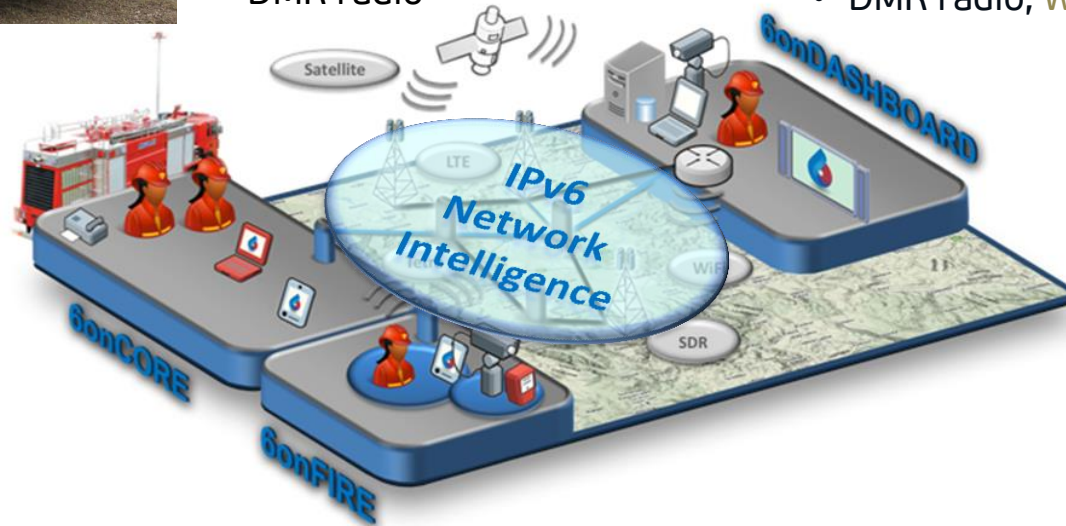 DMR radio
DMR radio,
Satellite
6onDASHBOARD
LTE
IPv6
Network
Intelligence
WiFi
SDR
6onCORE
6onFIRE